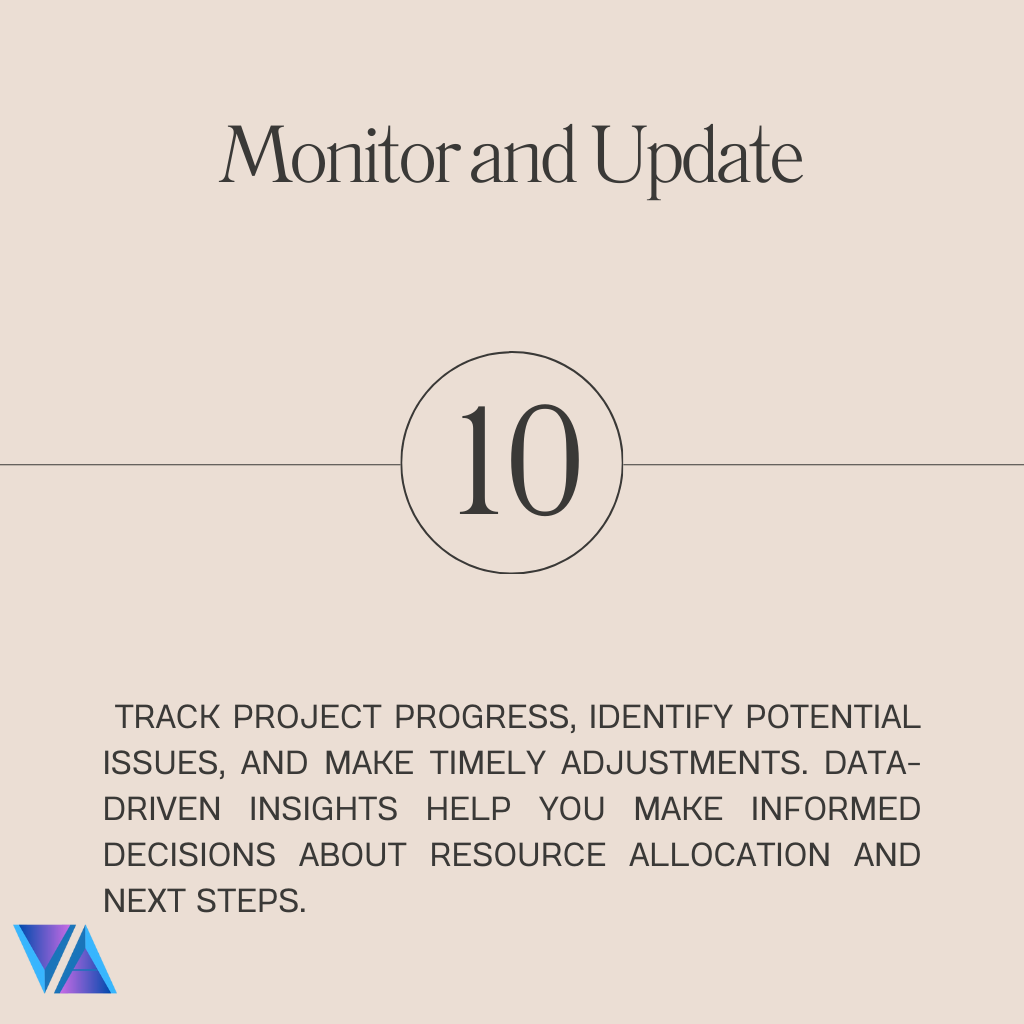 Monitor and Update
10
TRACK PROJECT PROGRESS, IDENTIFY POTENTIAL
ISSUES, AND MAKE TIMELY ADJUSTMENTS. DATA-
DRIVEN INSIGHTS HELP YOU MAKE INFORMED
DECISIONS ABOUT RESOURCE ALLOCATION AND
NEXT STEPS.
VA